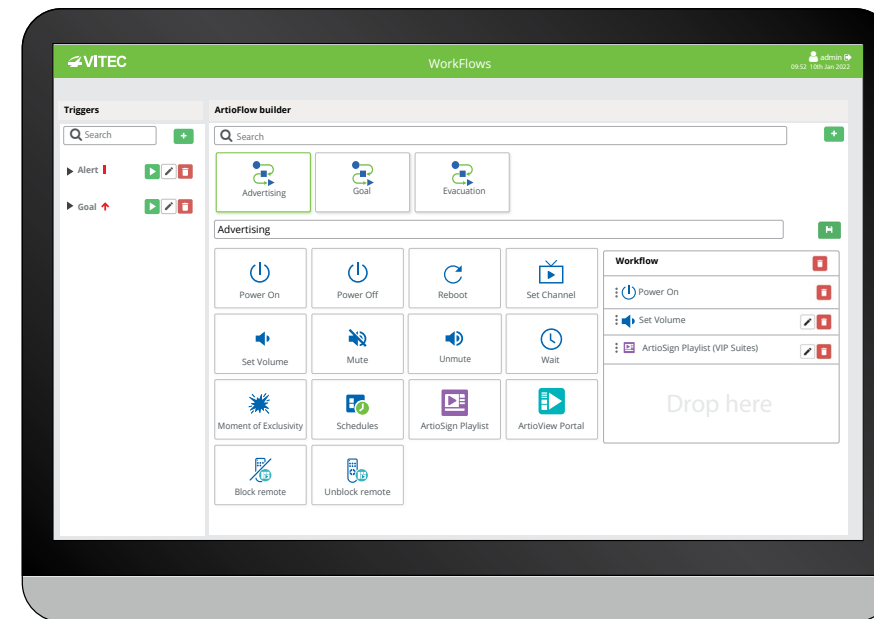 VITEC
WorkFlows
admin
09:52 10th Jan 2022
Triggers
ArtioFlow builder
Search
Search
Alert
Goal
Advertising
Goal
Evacuation
Advertising
Power On
Power Off
Reboot
Set Channel
Set Volume
Mute
Unmute
Wait
Moment of Exclusivity
Schedules
ArtioSign Playlist
ArtioView Portal
Block remote
Unblock remote
Workflow
Power On
Set Volume
ArtioSign Playlist (VIP Suites)
Drop here